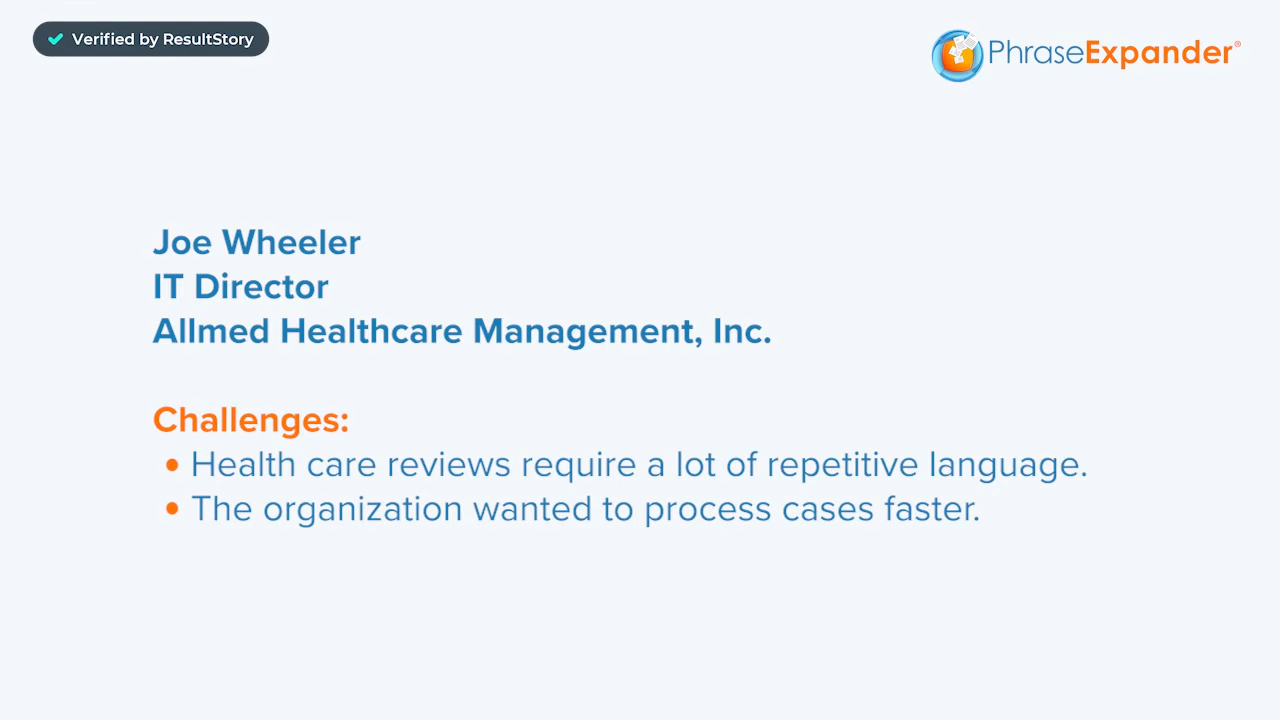 Verified by ResultStory
PhraseExpander®
Joe Wheeler
IT Director
Allmed Healthcare Management, Inc.
Challenges:
• Health care reviews require a lot of repetitive language.
• The organization wanted to process cases faster.